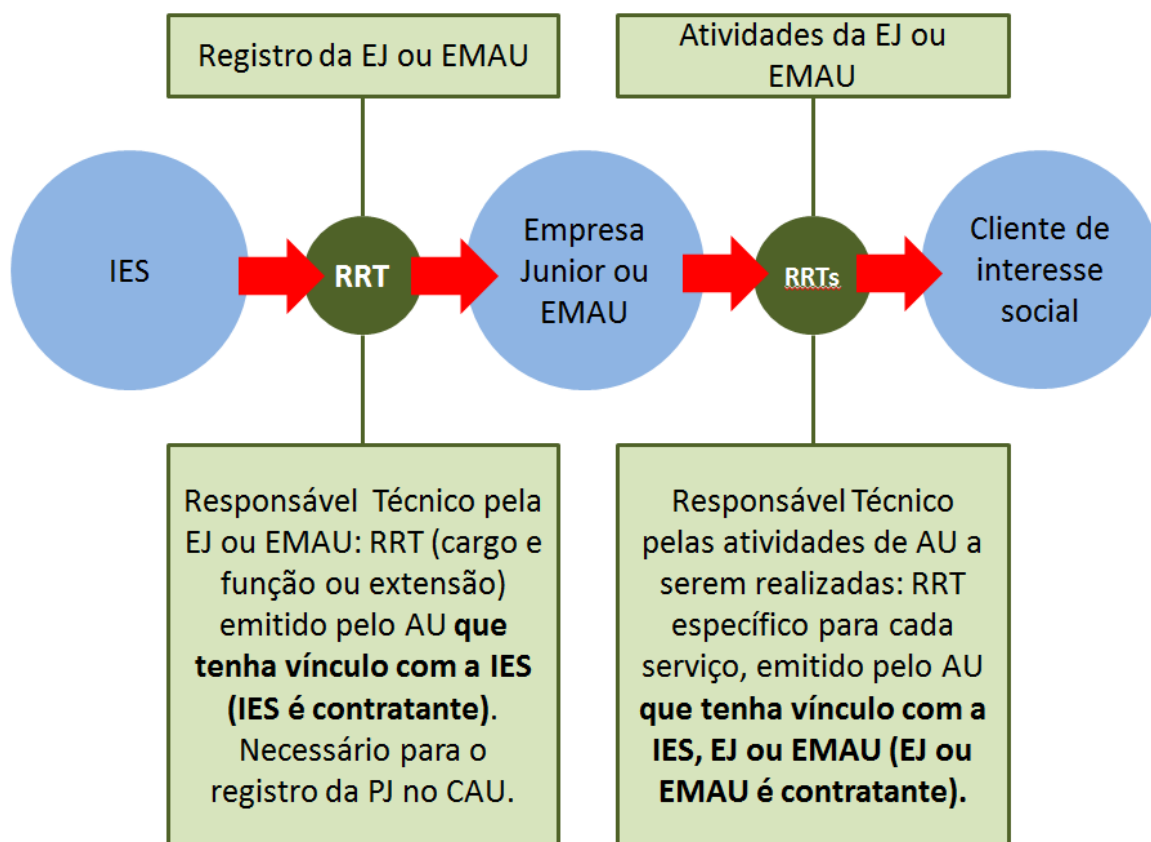 Registro da EJ ou EMAU
Atividades da EJ ou
EMAU
IES
RRT
Empresa
Junior ou
EMAU
RRTs
Cliente de
interesse
social
Responsável Técnico pela
EJ ou EMAU: RRT (cargo e
função ou extensão)
emitido pelo AU que
tenha vínculo com a IES
(IES é contratante).
Necessário para o
registro da PJ no CAU.
Responsável Técnico
pelas atividades de AU a
serem realizadas: RRT
específico para cada
serviço, emitido pelo AU
que tenha vínculo com a
IES, EJ ou EMAU (EJ ou
EMAU é contratante).